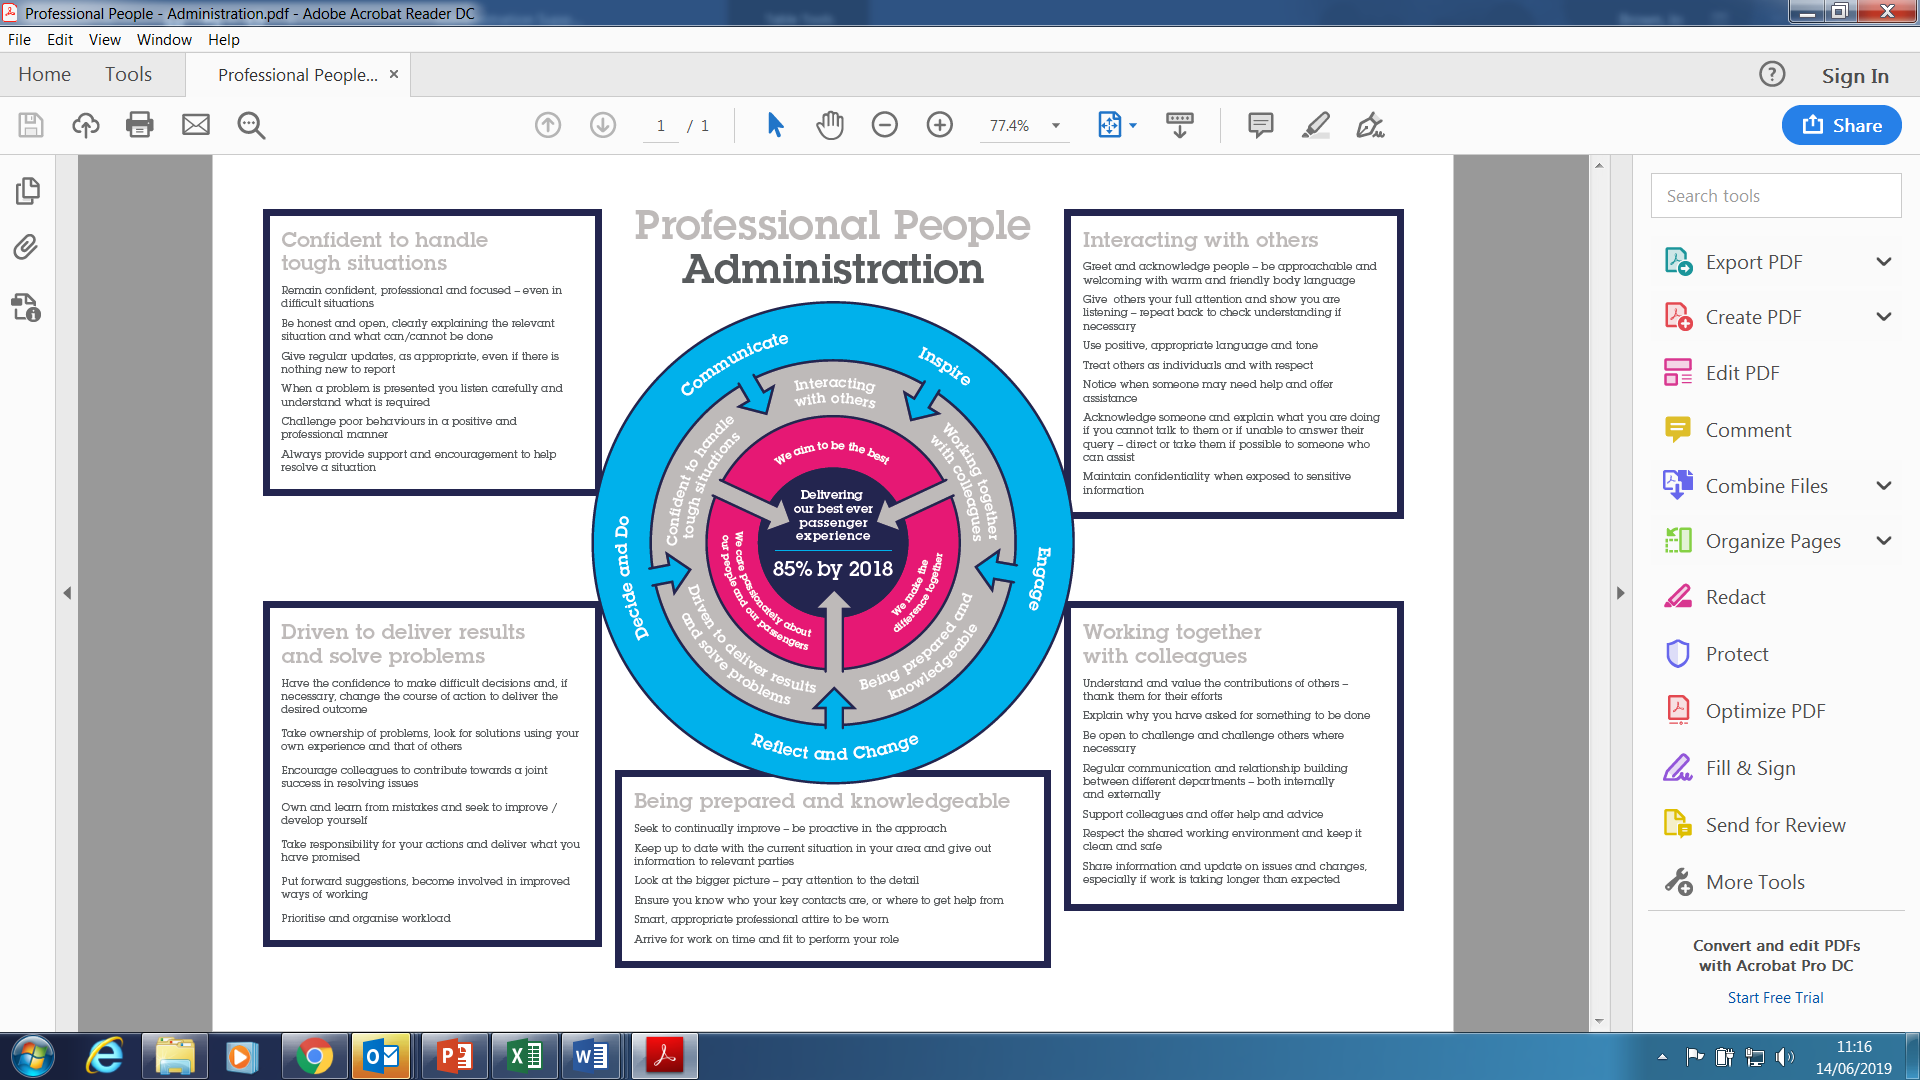 Professional People - Administration.pdf - Adobe Acrobat Reader DC
File Edit View Window Help
Home Tools Professional People... × Sign In
1 / 1 77.4% Share
Professional People
Administration
Confident to handle
tough situations
Remain confident, professional and focused – even in
difficult situations
Be honest and open, clearly explaining the relevant
situation and what can/cannot be done
Give regular updates, as appropriate, even if there is
nothing new to report
When a problem is presented you listen carefully and
understand what is required
Challenge poor behaviours in a positive and
professional manner
Always provide support and encouragement to help
resolve a situation
Interacting with others
Greet and acknowledge people – be approachable and
welcoming with warm and friendly body language
Give others your full attention and show you are
listening – repeat back to check understanding if
necessary
Use positive, appropriate language and tone
Treat others as individuals and with respect
Notice when someone may need help and offer
assistance
Acknowledge someone and explain what you are doing
if you cannot talk to them or if unable to answer their
query – direct or take them if possible to someone who
can assist
Maintain confidentiality when exposed to sensitive
information
Communicate
Inspire
Engage
Reflect and Change
Decide and Do
Interacting
with others
Working together
with colleagues
Being prepared and
knowledgeable
Driven to deliver results
and solve problems
Confident to handle
tough situations
We aim to be the best
We make the
difference together
We care passionately about
our people and our passengers
Delivering
our best ever
passenger
experience
85% by 2018
Driven to deliver results
and solve problems
Have the confidence to make difficult decisions and, if
necessary, change the course of action to deliver the
desired outcome
Take ownership of problems, look for solutions using your
own experience and that of others
Encourage colleagues to contribute towards a joint
success in resolving issues
Own and learn from mistakes and seek to improve /
develop yourself
Take responsibility for your actions and deliver what you
have promised
Put forward suggestions, become involved in improved
ways of working
Prioritise and organise workload
Being prepared and knowledgeable
Seek to continually improve – be proactive in the approach
Keep up to date with the current situation in your area and give out
information to relevant parties
Look at the bigger picture – pay attention to the detail
Ensure you know who your key contacts are, or where to get help from
Smart, appropriate professional attire to be worn
Arrive for work on time and fit to perform your role
Working together
with colleagues
Understand and value the contributions of others –
thank them for their efforts
Explain why you have asked for something to be done
Be open to challenge and challenge others where
necessary
Regular communication and relationship building
between different departments – both internally
and externally
Support colleagues and offer help and advice
Respect the shared working environment and keep it
clean and safe
Share information and update on issues and changes,
especially if work is taking longer than expected
Search tools
Export PDF
Create PDF
Edit PDF
Comment
Combine Files
Organize Pages
Redact
Protect
Optimize PDF
Fill & Sign
Send for Review
More Tools
Convert and edit PDFs
with Acrobat Pro DC
Start Free Trial
11:16
14/06/2019